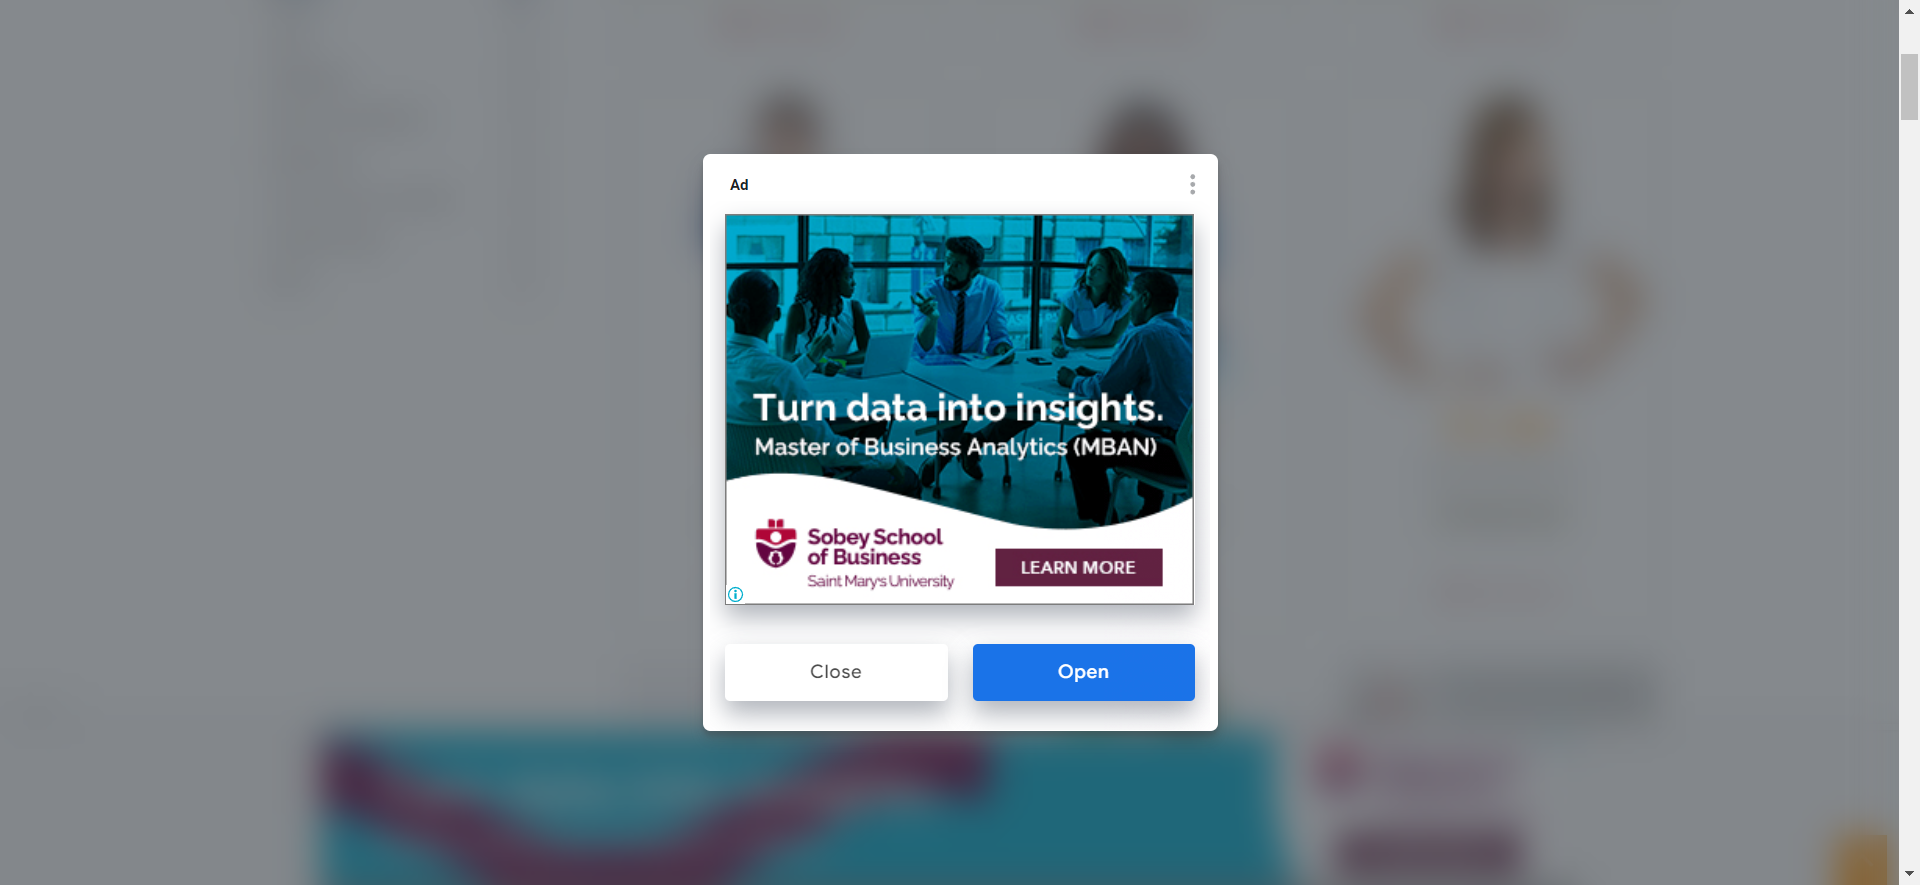 Ad
Turn data into insights.
Master of Business Analytics (MBAN)
Sobey School
of Business
Saint Mary's University
LEARN MORE
Close
Open